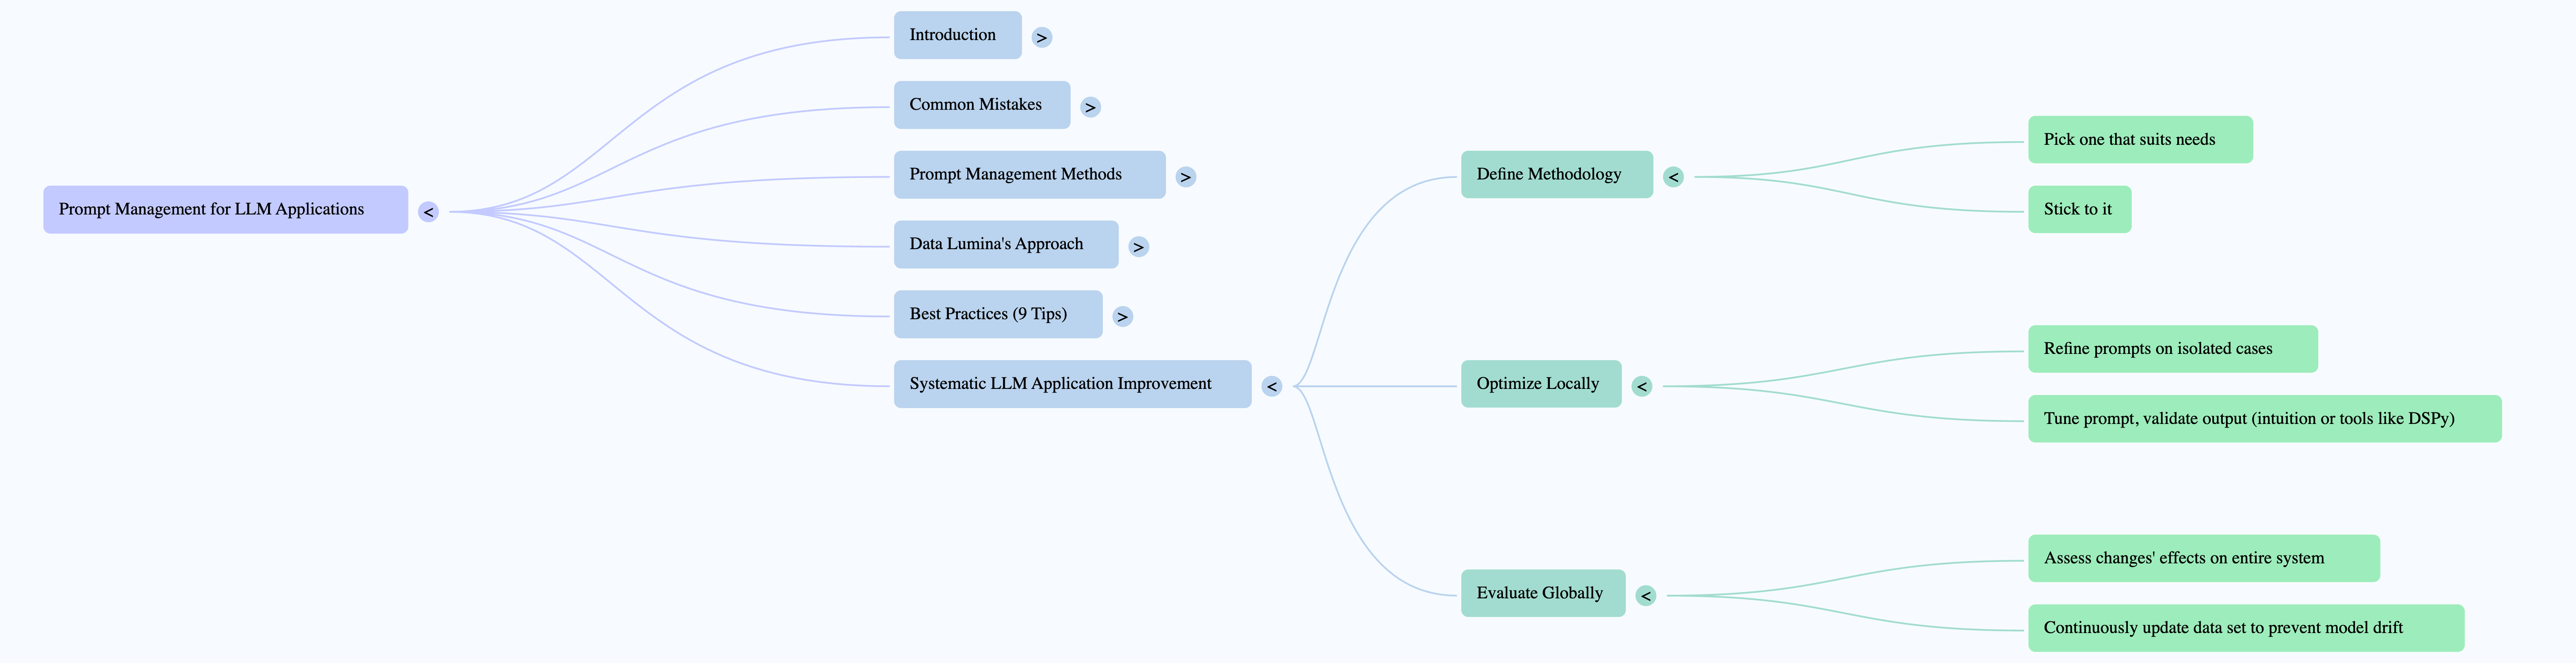 Prompt Management for LLM Applications
<
Introduction
>
Common Mistakes
>
Prompt Management Methods
>
Data Lumina's Approach
>
Best Practices (9 Tips)
>
Systematic LLM Application Improvement
<
Define Methodology
<
Pick one that suits needs
Stick to it
Optimize Locally
<
Refine prompts on isolated cases
Tune prompt, validate output (intuition or tools like DSPy)
Evaluate Globally
<
Assess changes' effects on entire system
Continuously update data set to prevent model drift